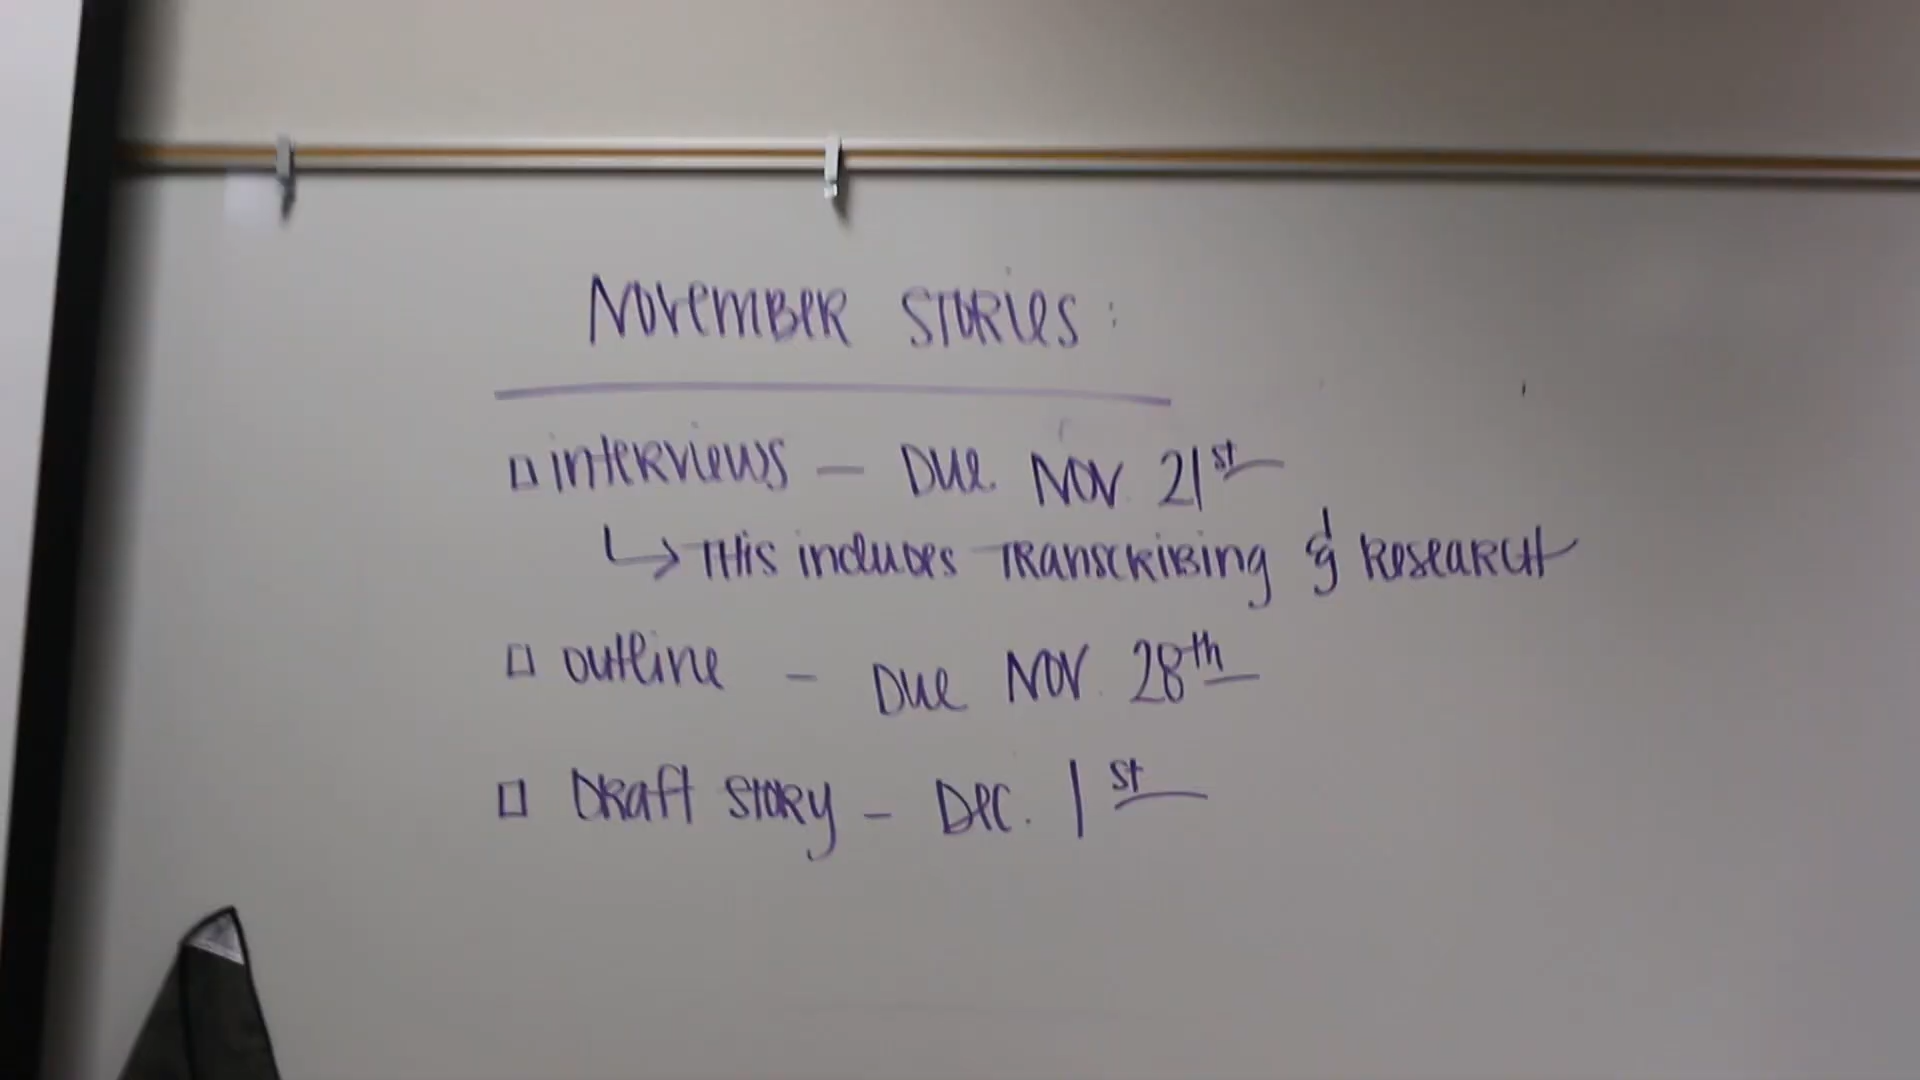 November Stories:
□ interviews – Due Nov. 21st
↳ This includes transcribing & research
□ outline – Due Nov. 28th
□ Draft story – Dec. 1st